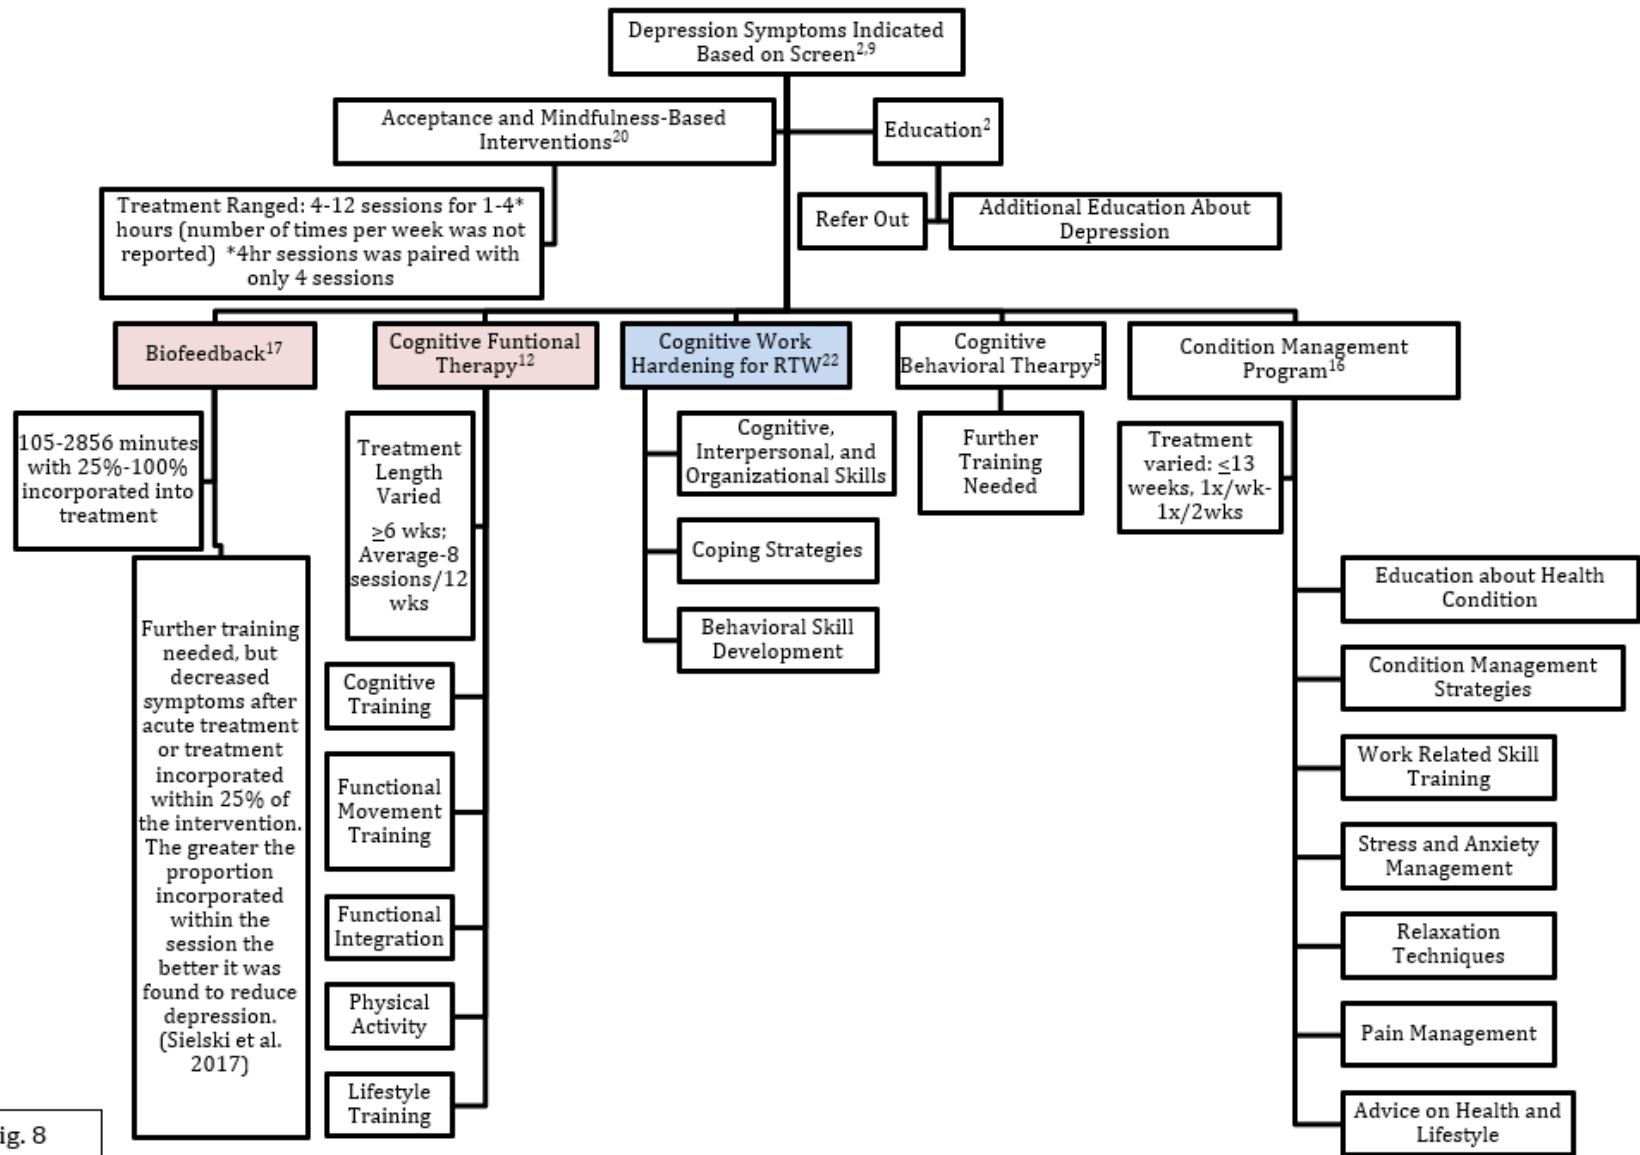 Depression Symptoms Indicated
Based on Screen2,9
Acceptance and Mindfulness-Based
Interventions20
Education2
Treatment Ranged: 4-12 sessions for 1-4*
hours (number of times per week was not
reported) *4hr sessions was paired with
only 4 sessions
Refer Out
Additional Education About
Depression
Biofeedback17
Cognitive Funtional
Therapy12
Cognitive Work
Hardening for RTW22
Cognitive
Behavioral Thearpy5
Condition Management
Program16
105-2856 minutes
with 25%-100%
incorporated into
treatment
Further training
needed, but
decreased
symptoms after
acute treatment
or treatment
incorporated
within 25% of
the intervention.
The greater the
proportion
incorporated
within the
session the
better it was
found to reduce
depression.
(Sielski et al.
2017)
Treatment
Length
Varied
≥6 wks;
Average-8
sessions/12
wks
Cognitive
Training
Functional
Movement
Training
Functional
Integration
Physical
Activity
Lifestyle
Training
Cognitive,
Interpersonal, and
Organizational Skills
Coping Strategies
Behavioral Skill
Development
Further
Training
Needed
Treatment
varied: ≤13
weeks, 1x/wk-
1x/2wks
Education about Health
Condition
Condition Management
Strategies
Work Related Skill
Training
Stress and Anxiety
Management
Relaxation
Techniques
Pain Management
Advice on Health and
Lifestyle
ig. 8